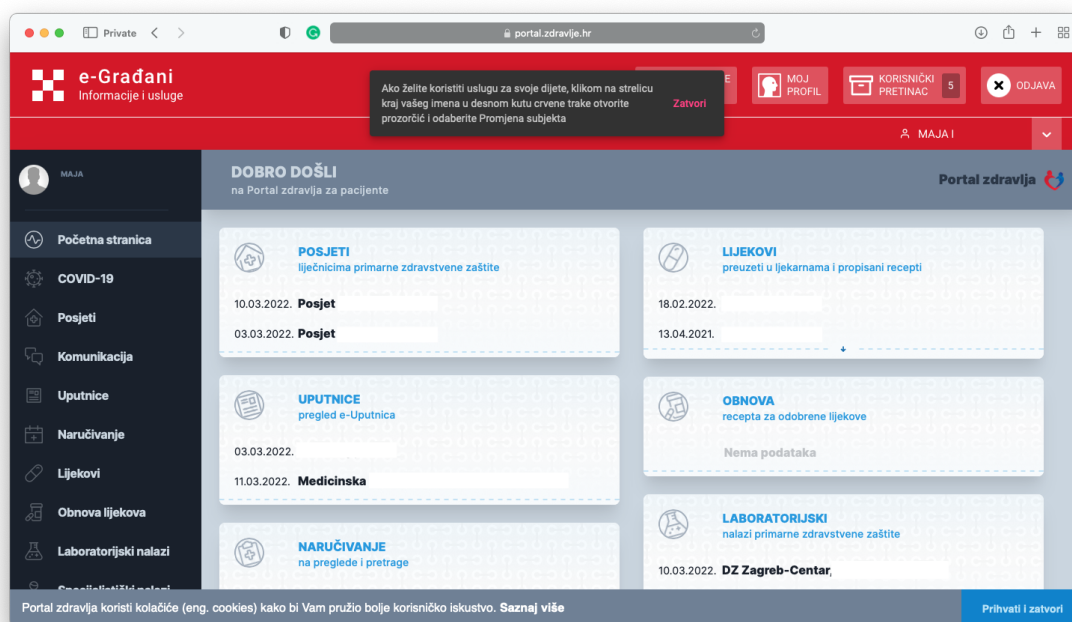 Private
portal.zdravlje.hr
e-Građani
Informacije i usluge
Ako želite koristiti uslugu za svoje dijete, klikom na strelicu
kraj vašeg imena u desnom kutu crvene trake otvorite
prozorčić i odaberite Promjena subjekta
Zatvori
MOJ
PROFIL
KORISNIČKI
PRETINAC
5
ODJAVA
MAJA I
MAJA
DOBRO DOŠLI
na Portal zdravlja za pacijente
Portal zdravlja
Početna stranica
COVID-19
Posjeti
Komunikacija
Uputnice
Naručivanje
Lijekovi
Obnova lijekova
Laboratorijski nalazi
POSJETI
liječnicima primarne zdravstvene zaštite
10.03.2022. Posjet
03.03.2022. Posjet
LIJEKOVI
preuzeti u ljekarnama i propisani recepti
18.02.2022.
13.04.2021.
UPUTNICE
pregled e-Uputnica
03.03.2022.
11.03.2022. Medicinska
OBNOVA
recepta za odobrene lijekove
Nema podataka
NARUČIVANJE
na preglede i pretrage
LABORATORIJSKI
nalazi primarne zdravstvene zaštite
10.03.2022. DZ Zagreb-Centar,
Portal zdravlja koristi kolačiće (eng. cookies) kako bi Vam pružio bolje korisničko iskustvo. Saznaj više
Prihvati i zatvori